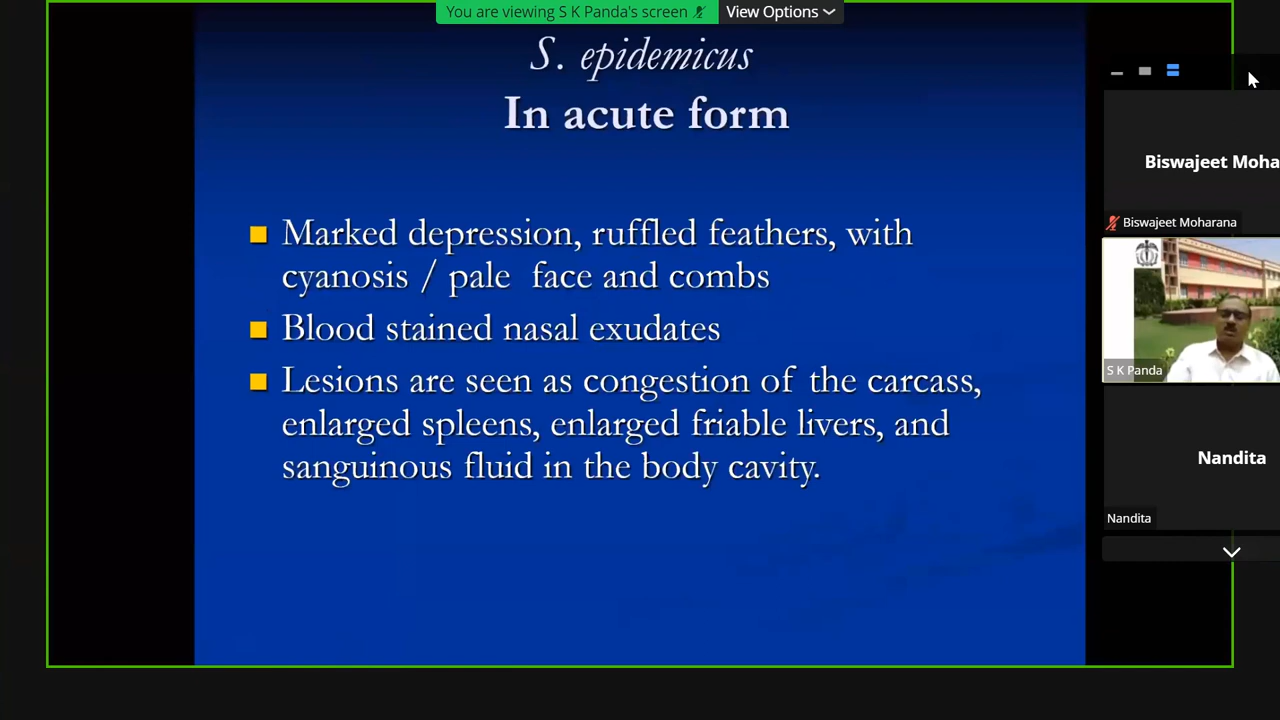 You are viewing S K Panda's screen
View Options
S. epidemicus
In acute form
Marked depression, ruffled feathers, with
cyanosis / pale face and combs
Blood stained nasal exudates
Lesions are seen as congestion of the carcass,
enlarged spleens, enlarged friable livers, and
sanguinous fluid in the body cavity.
Biswajeet Moha
Biswajeet Moharana
S K Panda
Nandita
Nandita